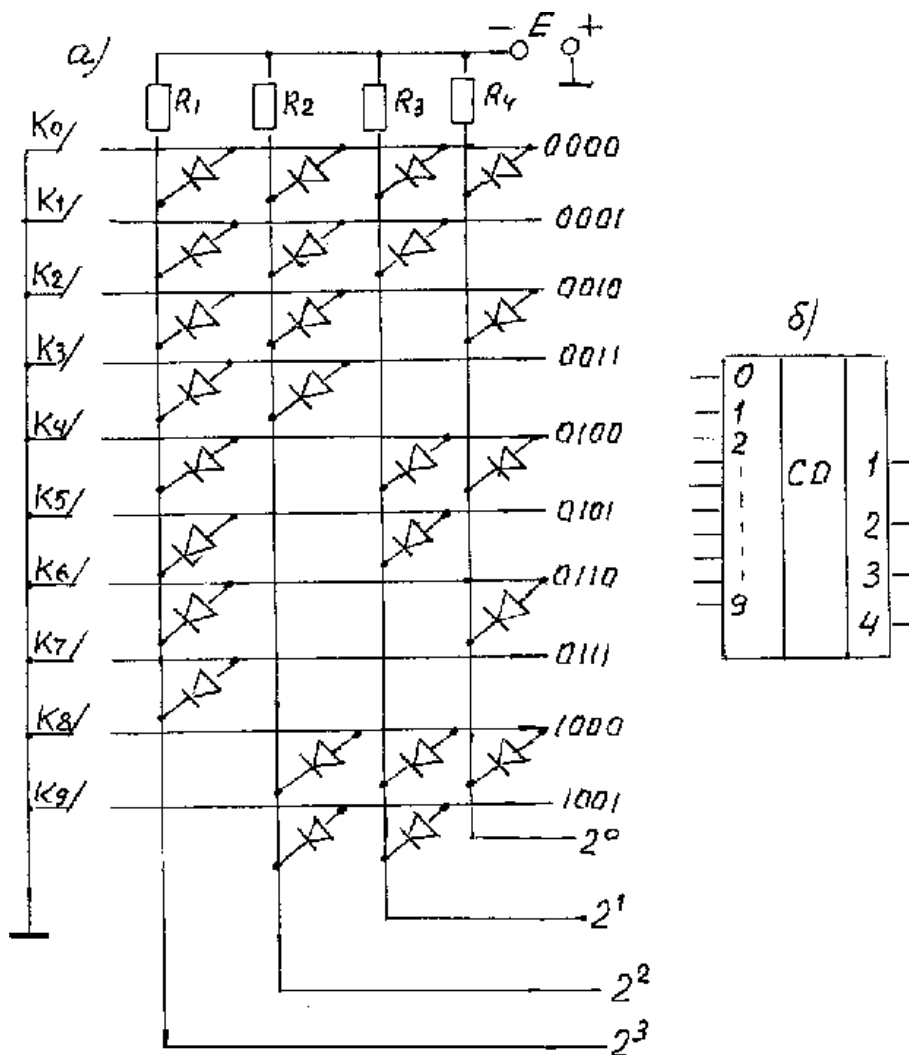 а)
− E +
R1 R2 R3 R4
K0 0000
K1 0001
K2 0010
K3 0011
K4 0100
K5 0101
K6 0110
K7 0111
K8 1000
K9 1001
2⁰
2¹
2²
2³
б)
0
1
2
9
CD
1
2
3
4